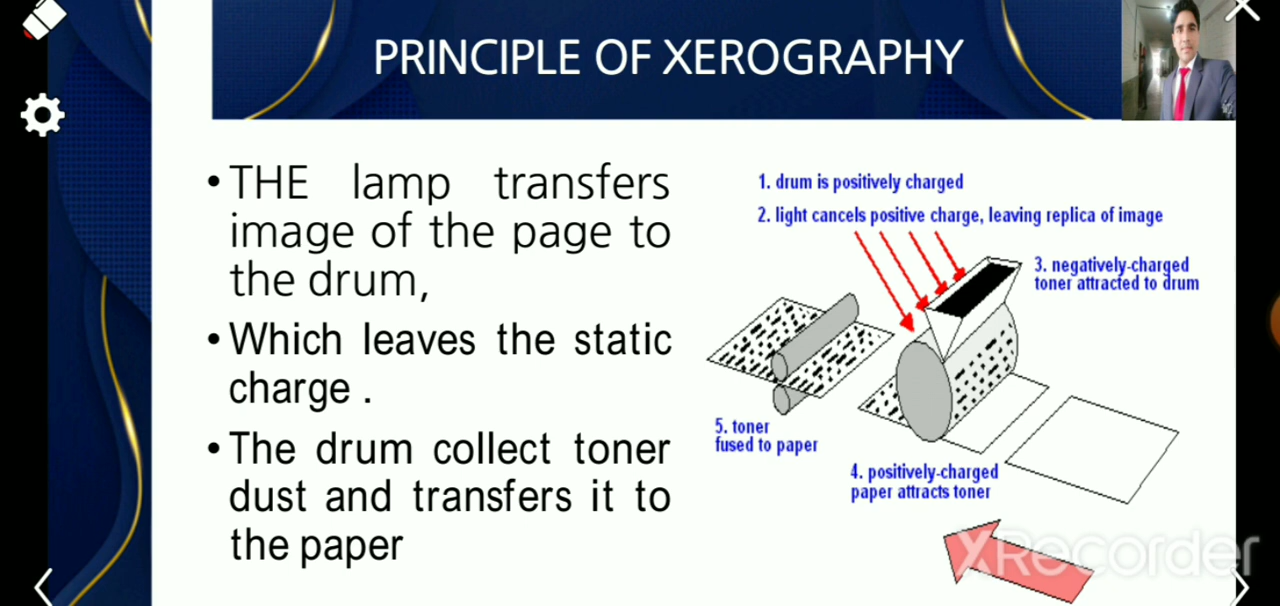 PRINCIPLE OF XEROGRAPHY
• THE lamp transfers
image of the page to
the drum,
• Which leaves the static
charge .
• The drum collect toner
dust and transfers it to
the paper
1. drum is positively charged
2. light cancels positive charge, leaving replica of image
3. negatively-charged
toner attracted to drum
5. toner
fused to paper
4. positively-charged
paper attracts toner
XRecorder